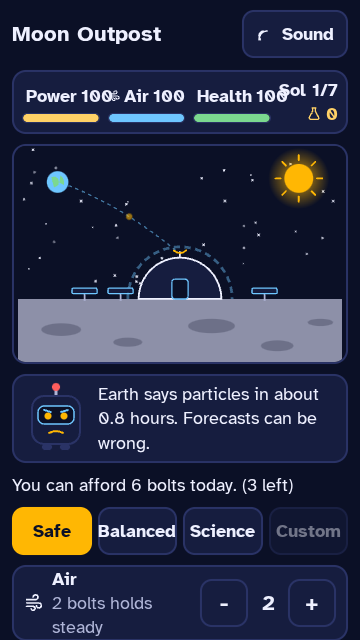 Moon Outpost
Sound
Power 100 Air 100 Health 100 Sol 1/7
0
Earth says particles in about
0.8 hours. Forecasts can be
wrong.
You can afford 6 bolts today. (3 left)
Safe Balanced Science Custom
Air
2 bolts holds
steady
- 2 +